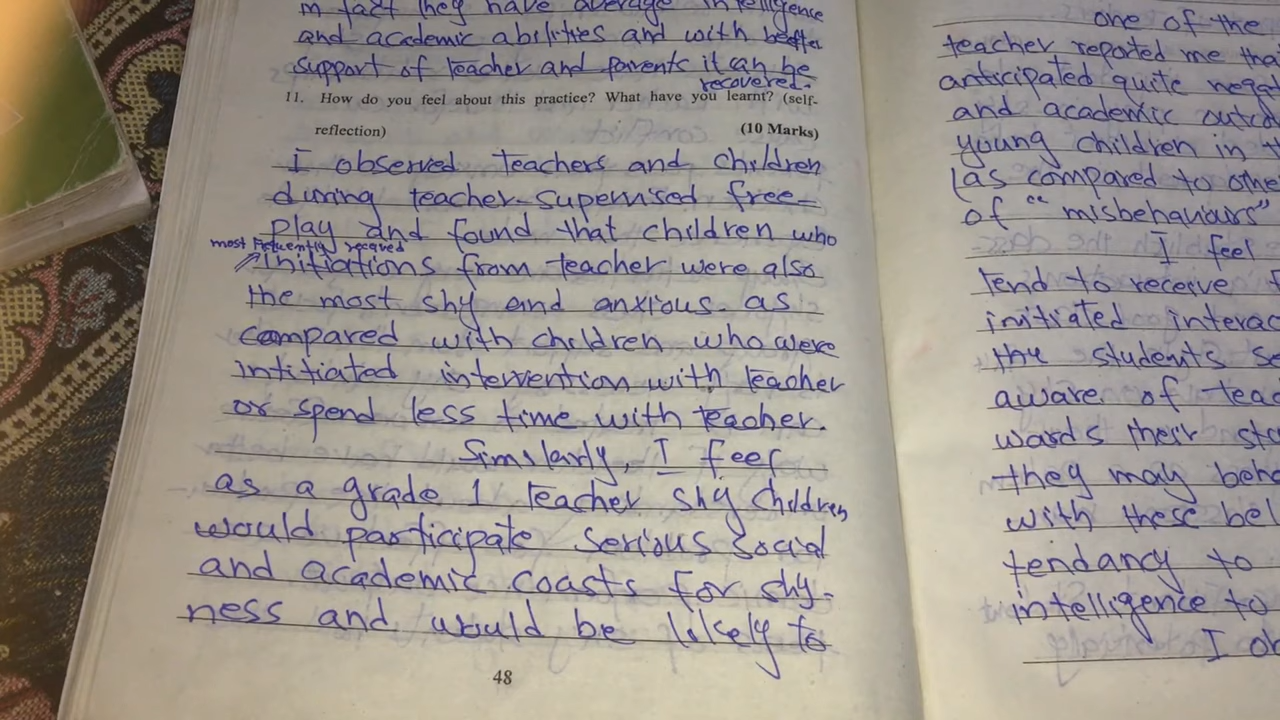 in fact they have average intelligence
and academic abilities and with better
support of teacher and parents it can be
recovered.
11. How do you feel about this practice? What have you learnt? (self-
reflection) (10 Marks)
I observed teachers and children
during teacher-supervised free-
play and found that children who
most frequently received
initiations from teacher were also
the most shy and anxious as
compared with children who were
intitiated intervention with teacher
or spend less time with teacher.
Similarly, I feel
as a grade 1 teacher shy children
would participate serious social
and academic coasts for shy-
ness and would be likely to
48
one of the
teacher reported me tha
anticipated quite negat
and academic outco
young children in t
(as compared to othe
of "misbehaviours"
I feel
tend to receive
initiated interac
the students se
aware of teac
wards their stu
they may beha
with these bel
tendancy to
intelligence to
I ob